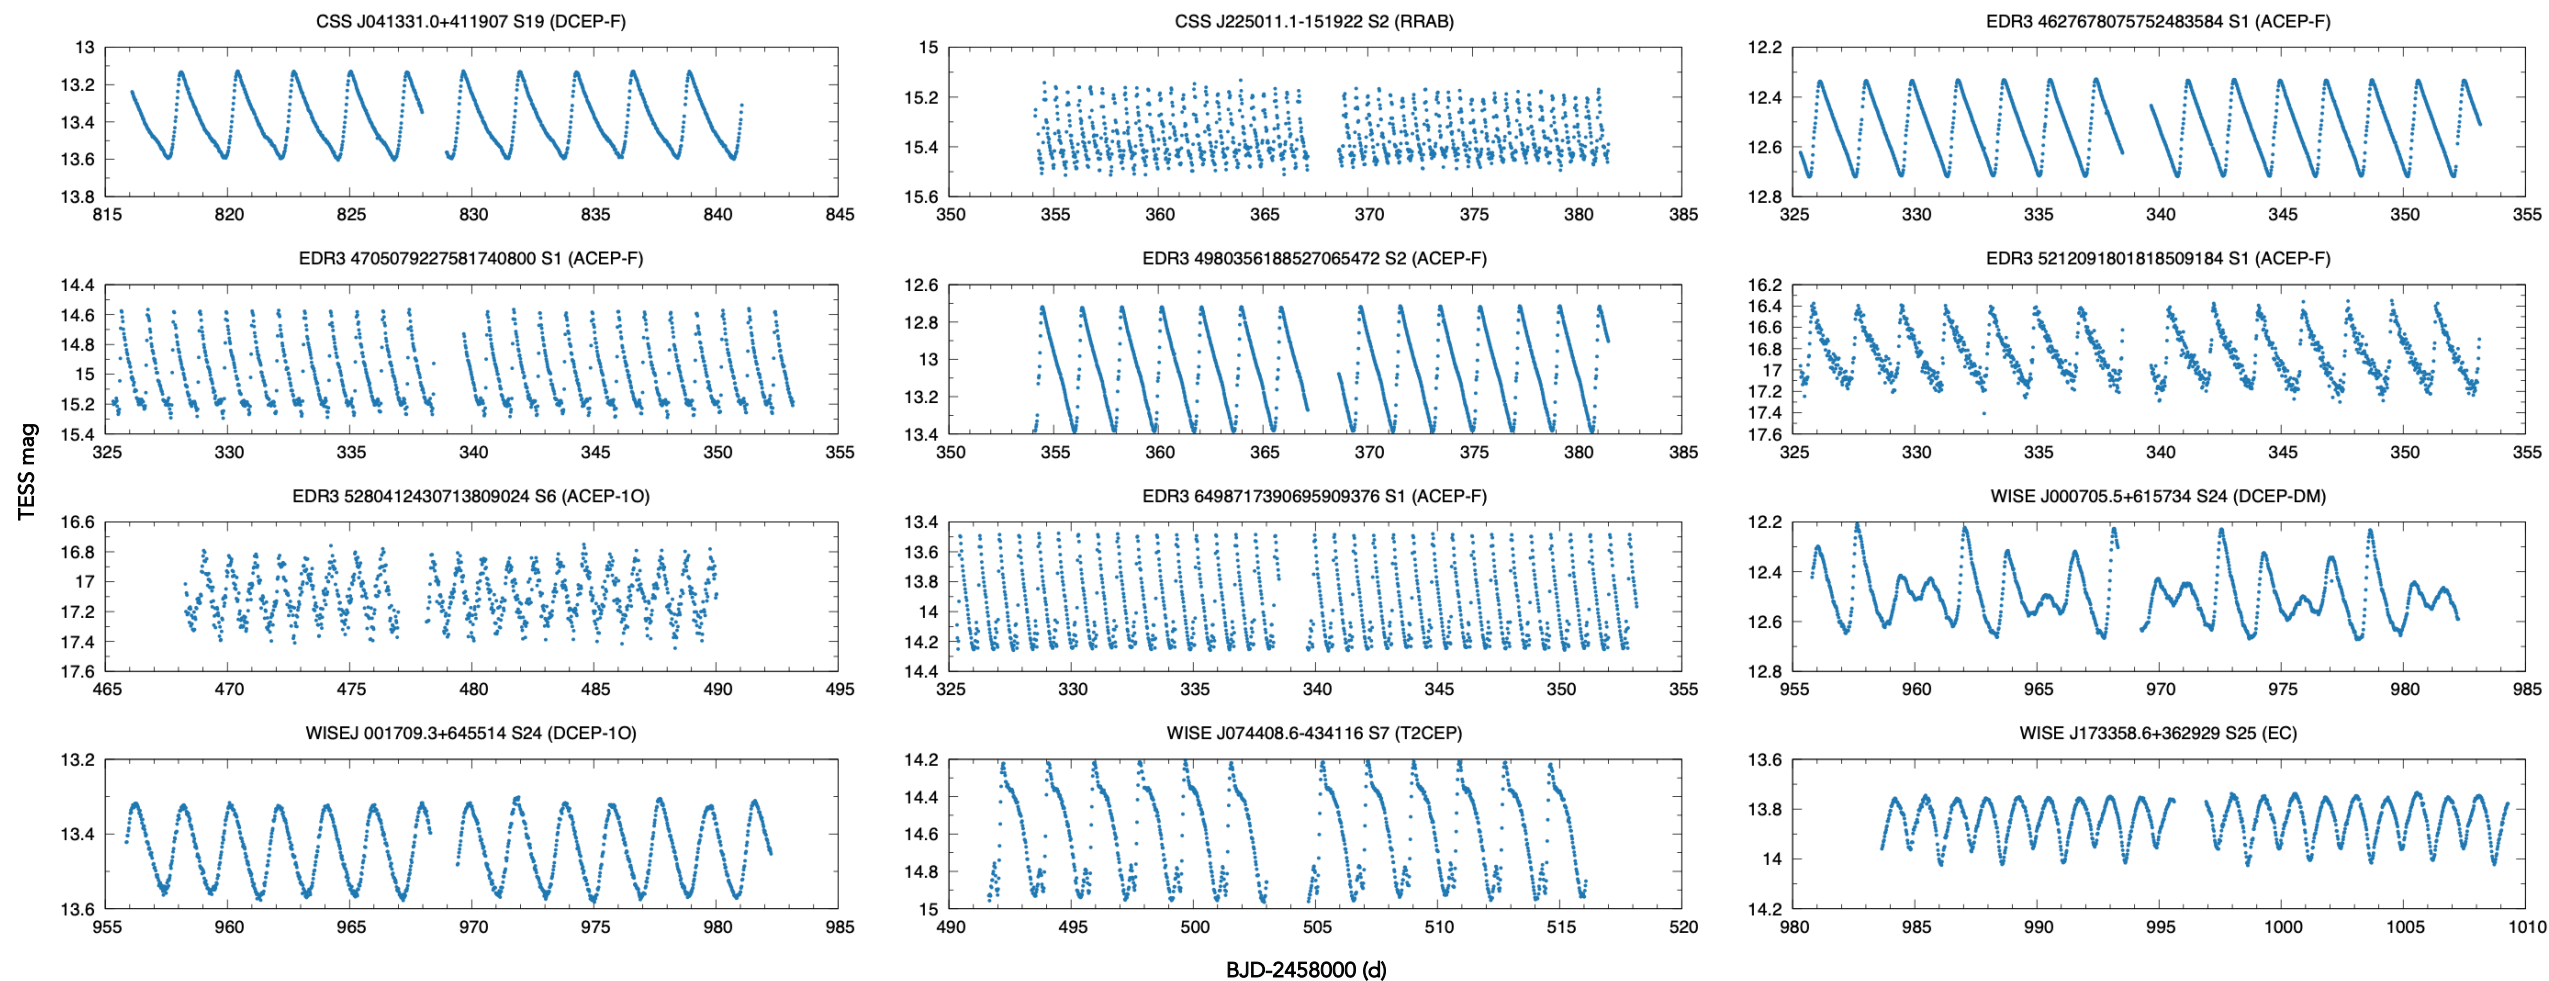 CSS J041331.0+411907 S19 (DCEP-F)
13
13.2
13.4
13.6
13.8
815 820 825 830 835 840 845
CSS J225011.1-151922 S2 (RRAB)
15
15.2
15.4
15.6
350 355 360 365 370 375 380 385
EDR3 4627678075752483584 S1 (ACEP-F)
12.2
12.4
12.6
12.8
325 330 335 340 345 350 355
EDR3 4705079227581740800 S1 (ACEP-F)
14.4
14.6
14.8
15
15.2
15.4
325 330 335 340 345 350 355
EDR3 4980356188527065472 S2 (ACEP-F)
12.6
12.8
13
13.2
13.4
350 355 360 365 370 375 380 385
EDR3 5212091801818509184 S1 (ACEP-F)
16.2
16.4
16.6
16.8
17
17.2
17.4
17.6
325 330 335 340 345 350 355
TESS mag
EDR3 5280412430713809024 S6 (ACEP-1O)
16.6
16.8
17
17.2
17.4
17.6
465 470 475 480 485 490 495
EDR3 6498717390695909376 S1 (ACEP-F)
13.4
13.6
13.8
14
14.2
14.4
325 330 335 340 345 350 355
WISE J000705.5+615734 S24 (DCEP-DM)
12.2
12.4
12.6
12.8
955 960 965 970 975 980 985
WISEJ 001709.3+645514 S24 (DCEP-1O)
13.2
13.4
13.6
955 960 965 970 975 980 985
WISE J074408.6-434116 S7 (T2CEP)
14.2
14.4
14.6
14.8
15
490 495 500 505 510 515 520
WISE J173358.6+362929 S25 (EC)
13.6
13.8
14
14.2
980 985 990 995 1000 1005 1010
BJD-2458000 (d)